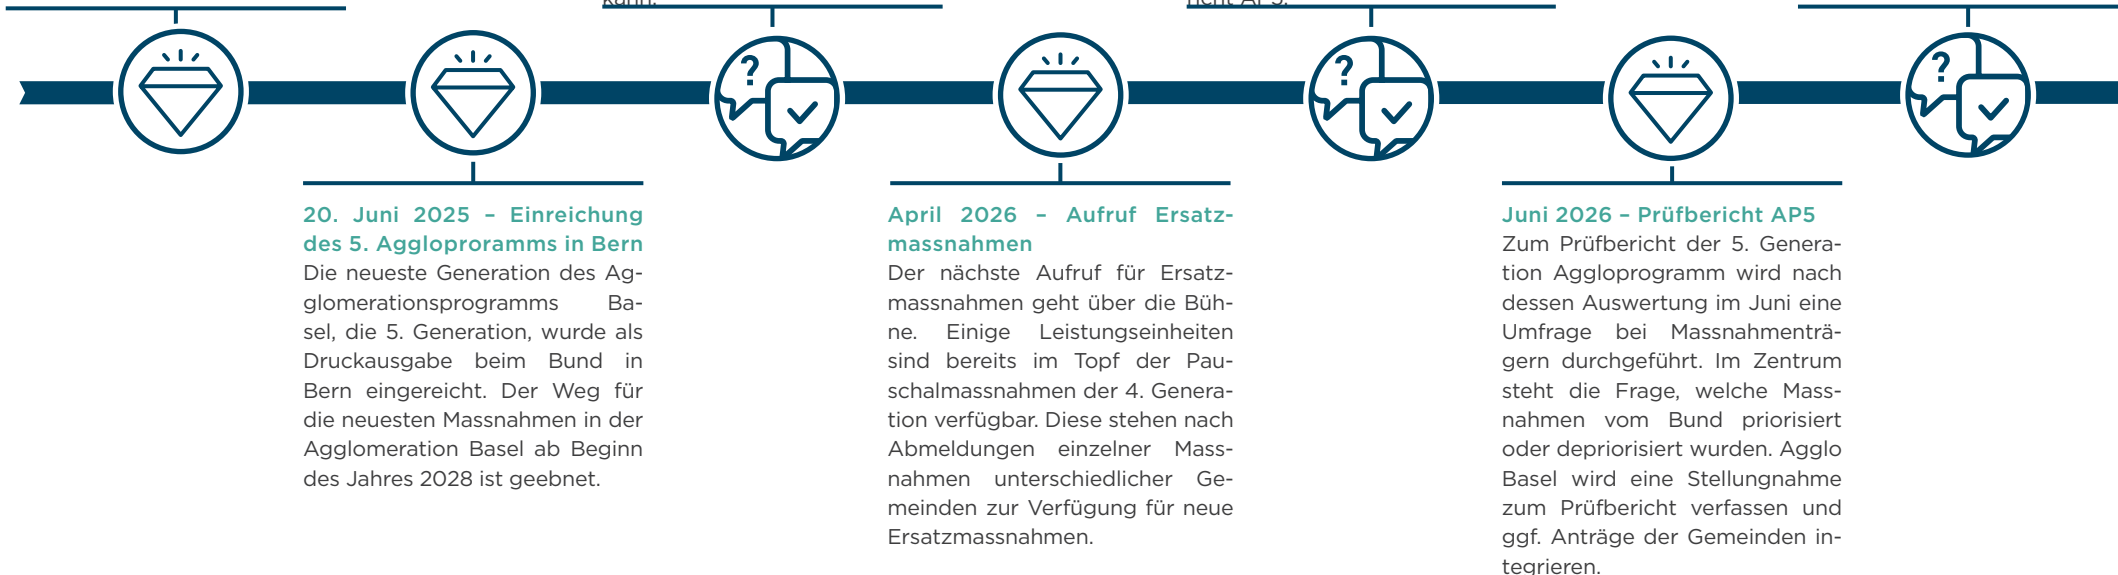 kann.
richt AP5.
?
?
?
20. Juni 2025 – Einreichung
des 5. Aggloproramms in Bern
Die neueste Generation des Ag-
glomerationsprogramms Ba-
sel, die 5. Generation, wurde als
Druckausgabe beim Bund in
Bern eingereicht. Der Weg für
die neuesten Massnahmen in der
Agglomeration Basel ab Beginn
des Jahres 2028 ist geebnet.
April 2026 – Aufruf Ersatz-
massnahmen
Der nächste Aufruf für Ersatz-
massnahmen geht über die Büh-
ne. Einige Leistungseinheiten
sind bereits im Topf der Pau-
schalmassnahmen der 4. Genera-
tion verfügbar. Diese stehen nach
Abmeldungen einzelner Mass-
nahmen unterschiedlicher Ge-
meinden zur Verfügung für neue
Ersatzmassnahmen.
Juni 2026 – Prüfbericht AP5
Zum Prüfbericht der 5. Genera-
tion Aggloprogramm wird nach
dessen Auswertung im Juni eine
Umfrage bei Massnahmenträ-
gern durchgeführt. Im Zentrum
steht die Frage, welche Mass-
nahmen vom Bund priorisiert
oder depriorisiert wurden. Agglo
Basel wird eine Stellungnahme
zum Prüfbericht verfassen und
ggf. Anträge der Gemeinden in-
tegrieren.